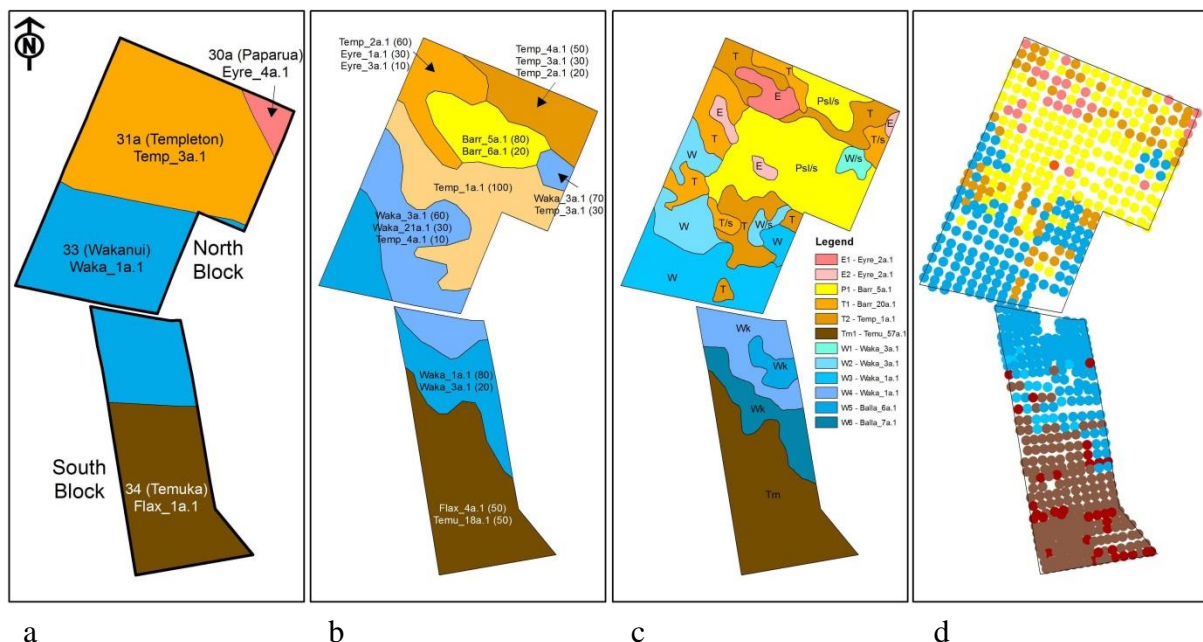 N
30a (Paparua)
Eyre_4a.1
31a (Templeton)
Temp_3a.1
33 (Wakanui)
Waka_1a.1
North
Block
South
Block
34 (Temuka)
Flax_1a.1
Temp_2a.1 (60)
Eyre_1a.1 (30)
Eyre_3a.1 (10)
Temp_4a.1 (50)
Temp_3a.1 (30)
Temp_2a.1 (20)
Barr_5a.1 (80)
Barr_6a.1 (20)
Temp_1a.1 (100)
Waka_3a.1 (70)
Temp_3a.1 (30)
Waka_3a.1 (60)
Waka_21a.1 (30)
Temp_4a.1 (10)
Waka_1a.1 (80)
Waka_3a.1 (20)
Flax_4a.1 (50)
Temu_18a.1 (50)
T
T
E
Psl/s
T
E
E
T
T/s
W
W/s
Psl/s
E
T
T/s
T
W/s
T
W
W
W
T
Wk
Wk
Wk
Tm
Legend
E1 - Eyre_2a.1
E2 - Eyre_2a.1
P1 - Barr_5a.1
T1 - Barr_20a.1
T2 - Temp_1a.1
Tm1 - Temu_57a.1
W1 - Waka_3a.1
W2 - Waka_3a.1
W3 - Waka_1a.1
W4 - Waka_1a.1
W5 - Balla_6a.1
W6 - Balla_7a.1
a
b
c
d